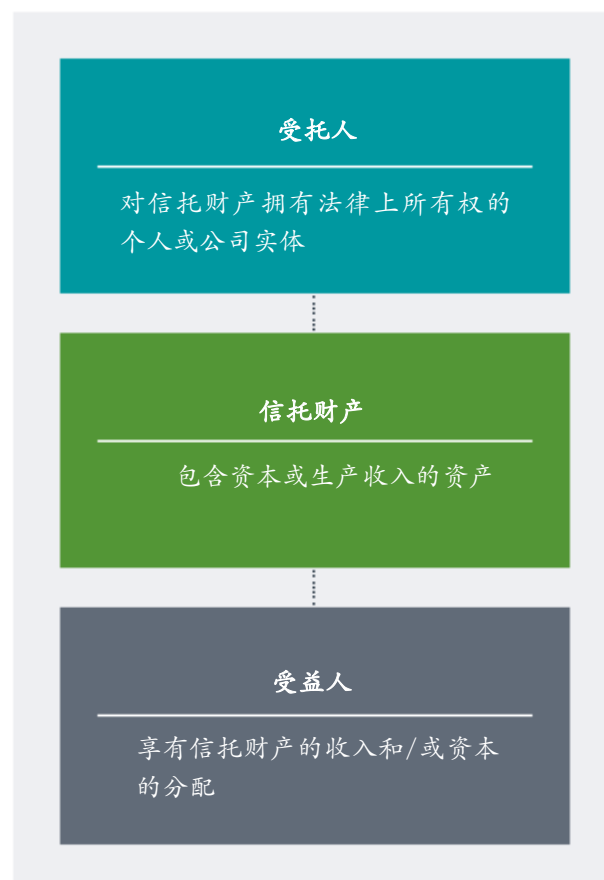 受托人
对信托财产拥有法律上所有权的
个人或公司实体
信托财产
包含资本或生产收入的资产
受益人
享有信托财产的收入和/或资本
的分配